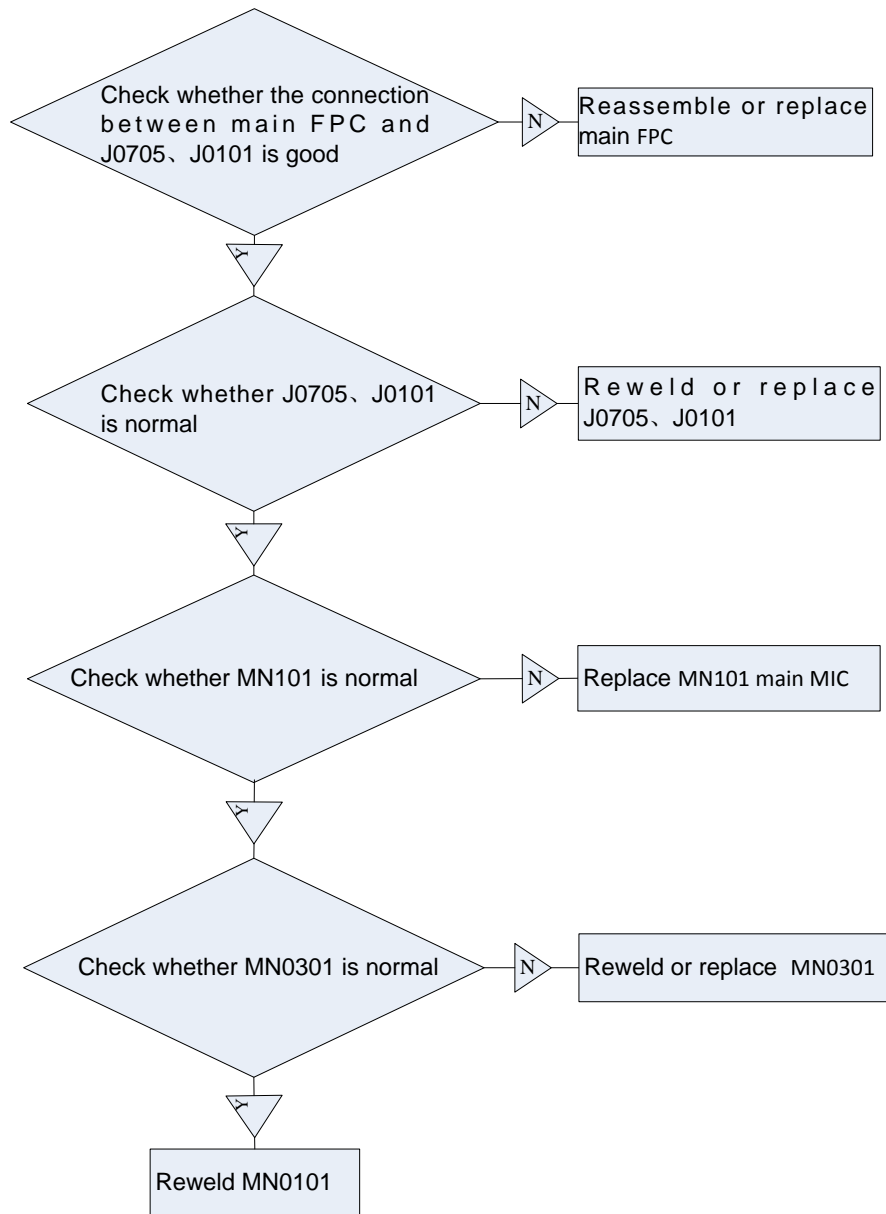 Check whether the connection
between main FPC and
J0705、J0101 is good
N
Reassemble or replace
main FPC
Y
Check whether J0705、J0101
is normal
N
Reweld or replace
J0705、J0101
Y
Check whether MN101 is normal
N
Replace MN101 main MIC
Y
Check whether MN0301 is normal
N
Reweld or replace MN0301
Y
Reweld MN0101